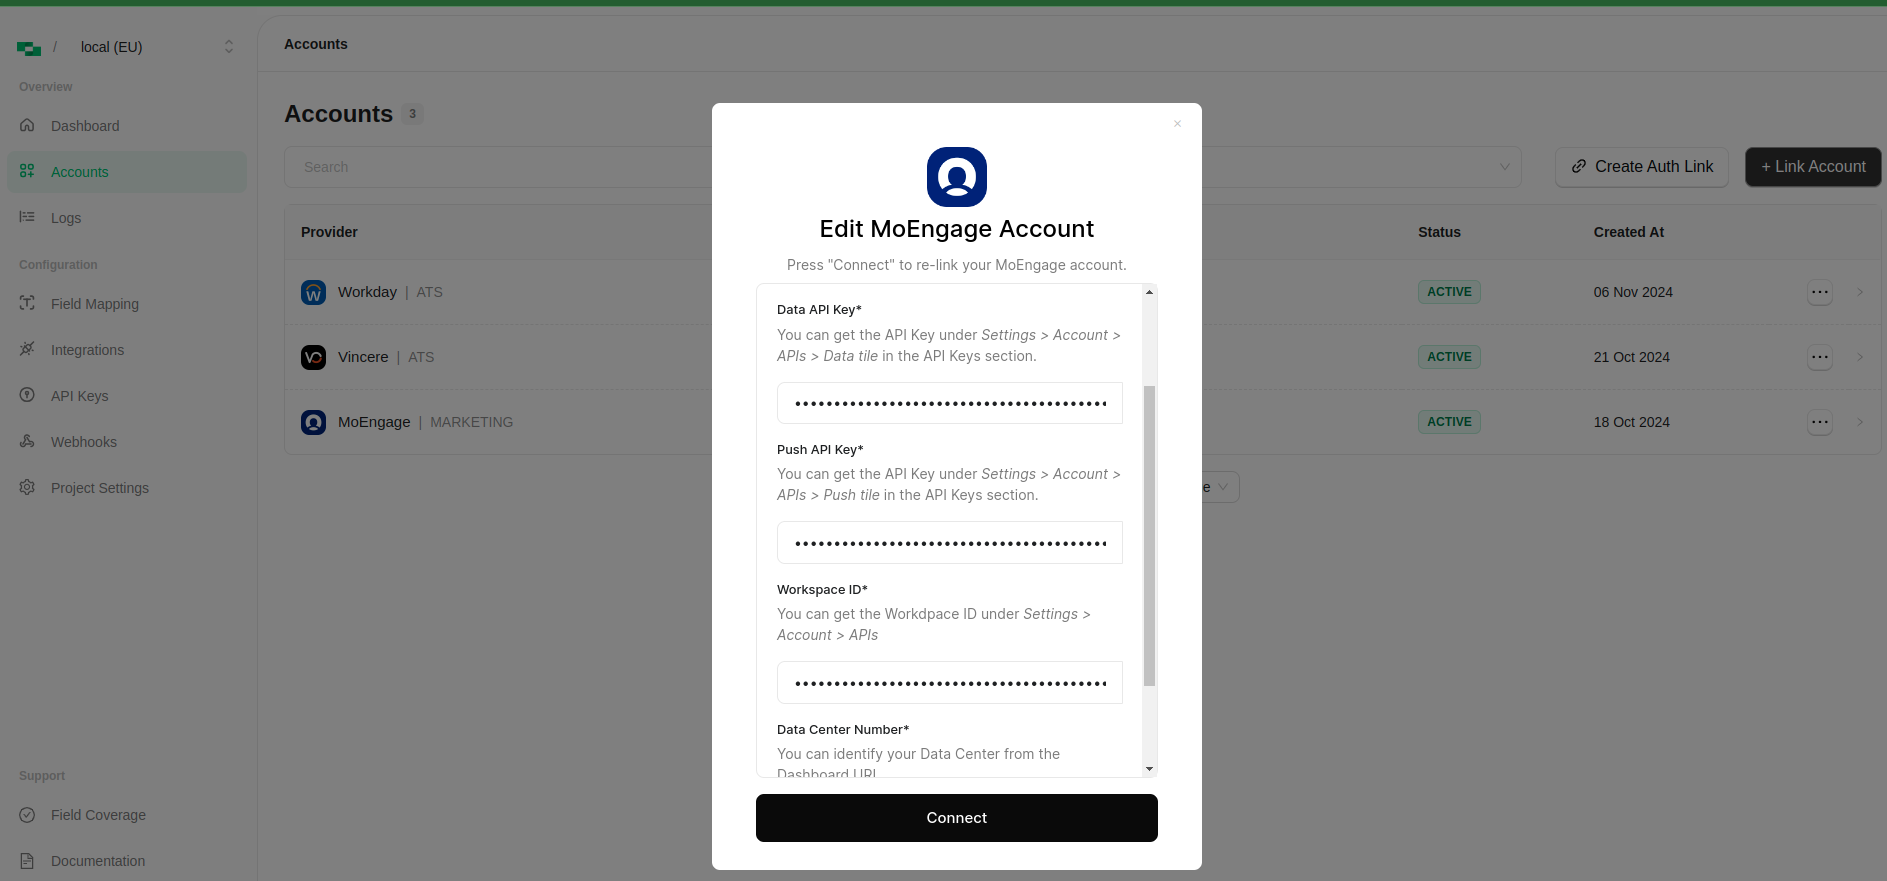 / local (EU)
Overview
Dashboard
Accounts
Logs
Configuration
Field Mapping
Integrations
API Keys
Webhooks
Project Settings
Support
Field Coverage
Documentation
Accounts
Accounts 3
Search
Create Auth Link
+ Link Account
Provider
Status
Created At
Workday | ATS
ACTIVE
06 Nov 2024
Vincere | ATS
ACTIVE
21 Oct 2024
MoEngage | MARKETING
ACTIVE
18 Oct 2024
Edit MoEngage Account
Press "Connect" to re-link your MoEngage account.
Data API Key*
You can get the API Key under Settings > Account >
APIs > Data tile in the API Keys section.
Push API Key*
You can get the API Key under Settings > Account >
APIs > Push tile in the API Keys section.
Workspace ID*
You can get the Workdpace ID under Settings >
Account > APIs
Data Center Number*
You can identify your Data Center from the
Dashboard URL
Connect